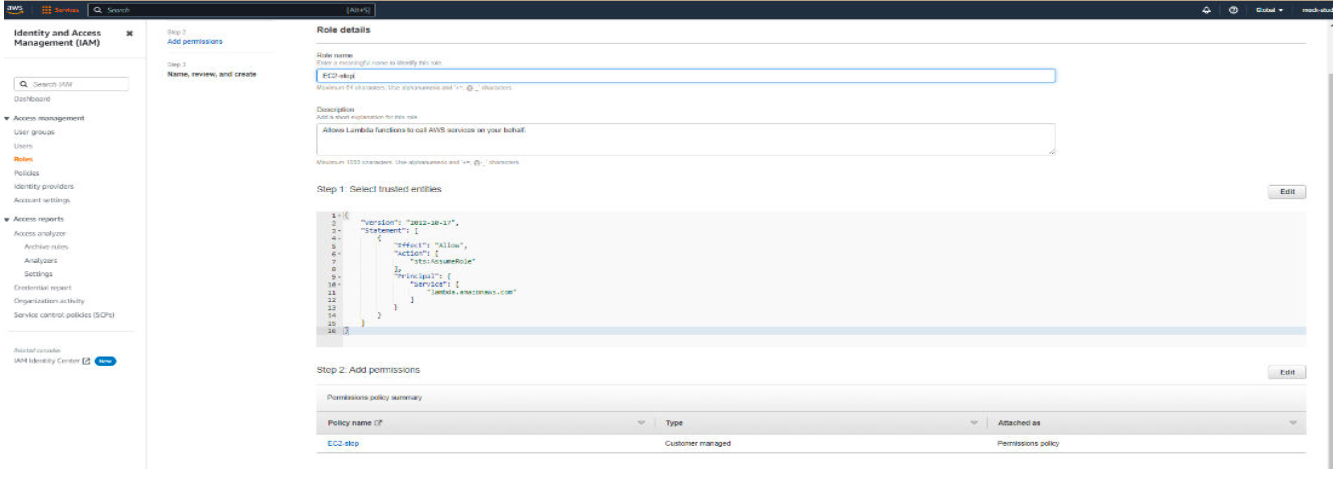 aws
Services
Search
[Alt+S]
Global
Identity and Access Management (IAM)
Search IAM
Dashboard
Access management
User groups
Users
Roles
Policies
Identity providers
Account settings
Access reports
Access analyzer
Archive rules
Analyzers
Settings
Credential report
Organization activity
Service control policies (SCPs)
Related consoles
IAM Identity Center
New
Step 2
Add permissions
Step 3
Name, review, and create
Role details
Role name
Enter a meaningful name to identify this role.
EC2-stop
Maximum 64 characters. Use alphanumeric and '+=,.@-_' characters.
Description
Add a short explanation for this role.
Allows Lambda functions to call AWS services on your behalf.
Maximum 1000 characters. Use alphanumeric and '+=,.@-_' characters.
Step 1: Select trusted entities
Edit
1 {
2 "Version": "2012-10-17",
3 "Statement": [
4 {
5 "Effect": "Allow",
6 "Action": [
7 "sts:AssumeRole"
8 ],
9 "Principal": {
10 "Service": [
11 "lambda.amazonaws.com"
12 ]
13 }
14 }
15 ]
16 }
Step 2: Add permissions
Edit
Permissions policy summary
Policy name
Type
Attached as
EC2-stop
Customer managed
Permissions policy